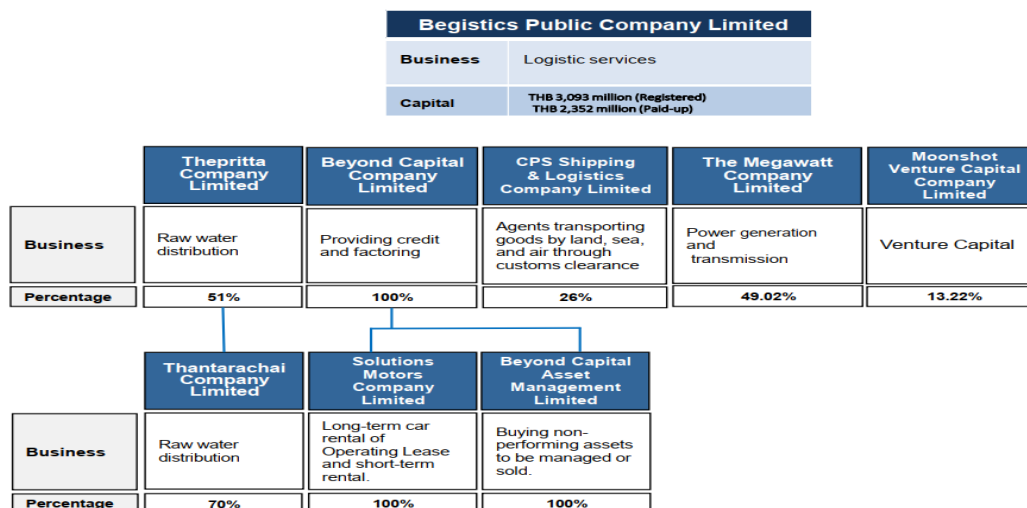 Begistics Public Company Limited
Business
Logistic services
Capital
THB 3,093 million (Registered)
THB 2,352 million (Paid-up)
Thepritta
Company
Limited
Beyond Capital
Company
Limited
CPS Shipping
& Logistics
Company Limited
The Megawatt
Company
Limited
Moonshot
Venture Capital
Company
Limited
Business
Raw water
distribution
Providing credit
and factoring
Agents transporting
goods by land, sea,
and air through
customs clearance
Power generation
and
transmission
Venture Capital
Percentage
51%
100%
26%
49.02%
13.22%
Thantarachai
Company
Limited
Solutions
Motors
Company
Limited
Beyond Capital
Asset
Management
Limited
Business
Raw water
distribution
Long-term car
rental of
Operating Lease
and short-term
rental.
Buying non-
performing assets
to be managed or
sold.
Percentage
70%
100%
100%